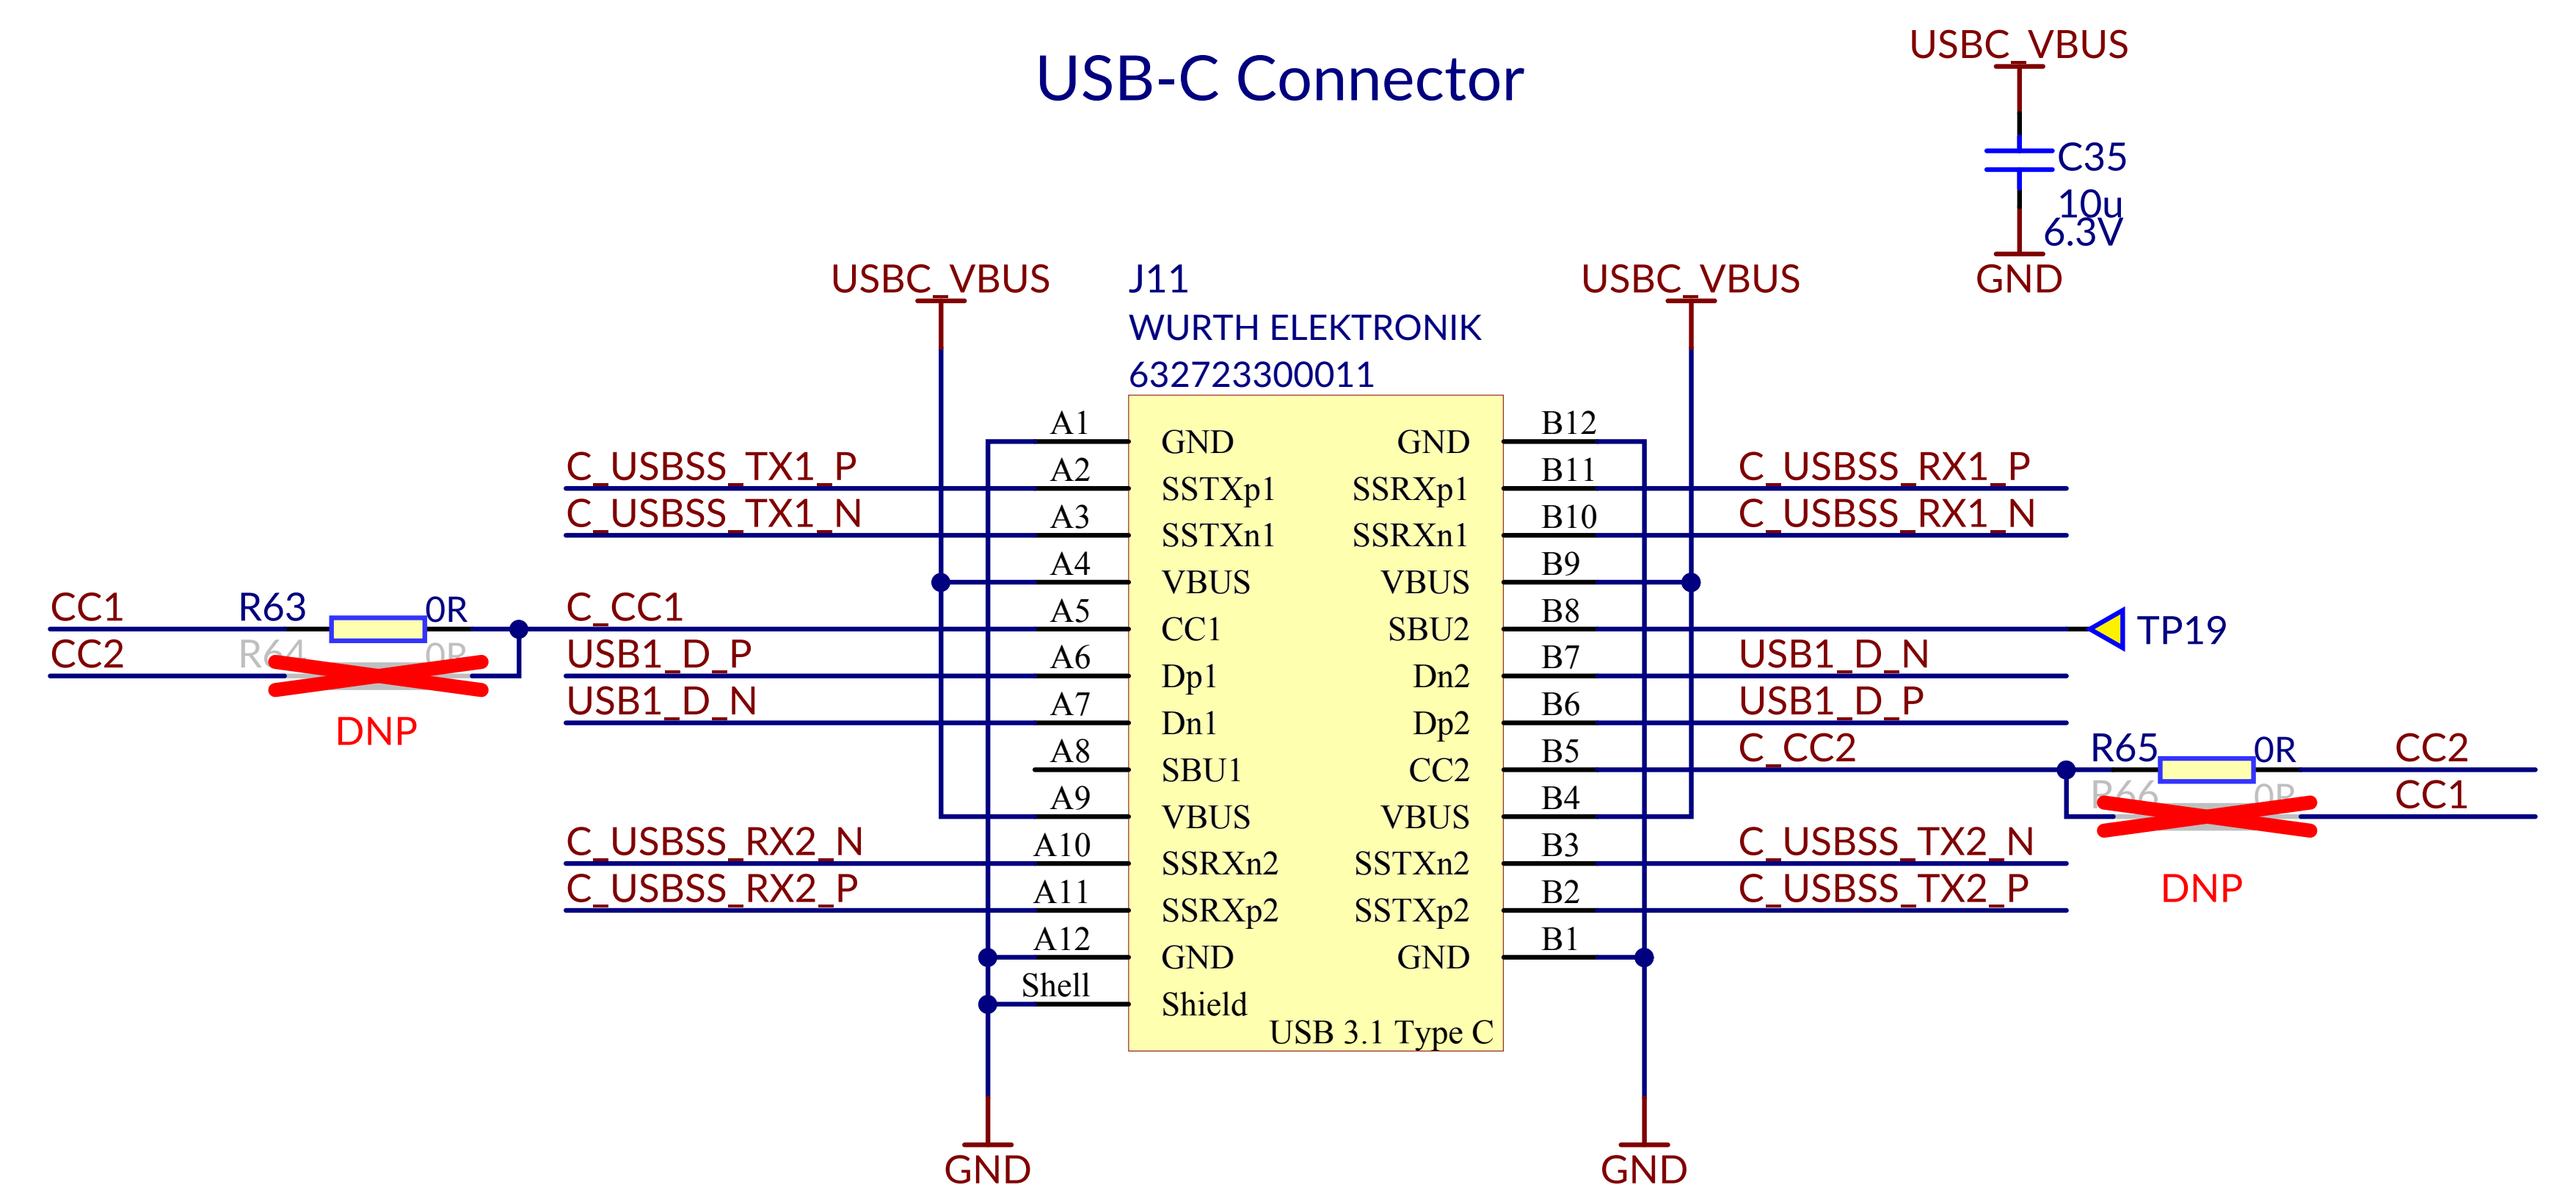 USB-C Connector
USBC_VBUS
C35
10u
6.3V
GND
USBC_VBUS
J11
WURTH ELEKTRONIK
632723300011
USBC_VBUS
A1 GND GND B12
C_USBSS_TX1_P A2 SSTXp1 SSRXp1 B11 C_USBSS_RX1_P
C_USBSS_TX1_N A3 SSTXn1 SSRXn1 B10 C_USBSS_RX1_N
A4 VBUS VBUS B9
CC1 R63 0R C_CC1 A5 CC1 SBU2 B8 TP19
CC2 R64 0R USB1_D_P A6 Dp1 Dn2 B7 USB1_D_N
DNP USB1_D_N A7 Dn1 Dp2 B6 USB1_D_P
A8 SBU1 CC2 B5 C_CC2 R65 0R CC2
A9 VBUS VBUS B4 R66 0R CC1
C_USBSS_RX2_N A10 SSRXn2 SSTXn2 B3 C_USBSS_TX2_N
C_USBSS_RX2_P A11 SSRXp2 SSTXp2 B2 C_USBSS_TX2_P DNP
A12 GND GND B1
Shell Shield
USB 3.1 Type C
GND GND